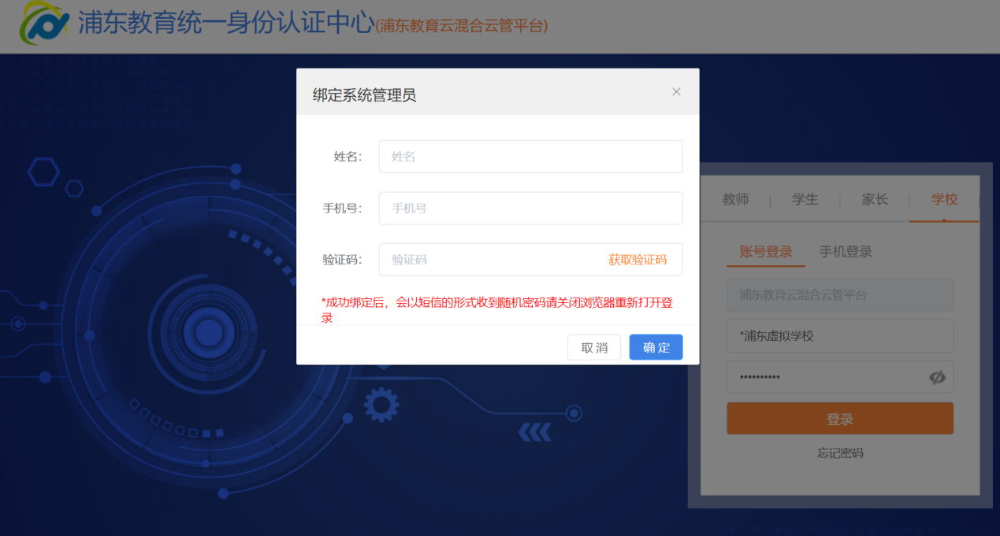 浦东教育统一身份认证中心(浦东教育云混合云管平台)
绑定系统管理员
姓名： 姓名
手机号： 手机号
验证码： 验证码 获取验证码
*成功绑定后，会以短信的形式收到随机密码请关闭浏览器重新打开登
录
取消 确定
教师 学生 家长 学校
账号登录 手机登录
浦东教育云混合云管平台
*浦东虚拟学校
••••••••••
登录
忘记密码